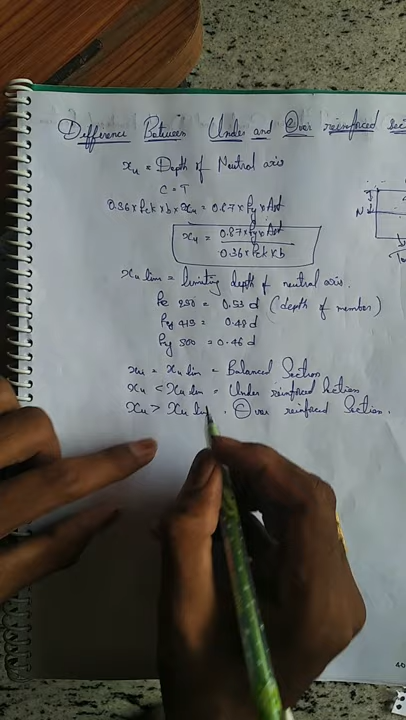 Difference Between Under and Over reinforced sec
xu = Depth of Neutral axis
C = T
0.36 x Fck x b x xu = 0.87 x Fy x Ast
xu = 0.87 x Fy x Ast
0.36 x Fck x b
xu lim = limiting depth of neutral axis.
Fe 250 = 0.53 d (depth of member)
Fy 415 = 0.48 d
Fy 500 = 0.46 d
xu = xu lim = Balanced Section
xu < xu lim = Under reinforced Section
xu > xu lim . Over reinforced Section.
N
40